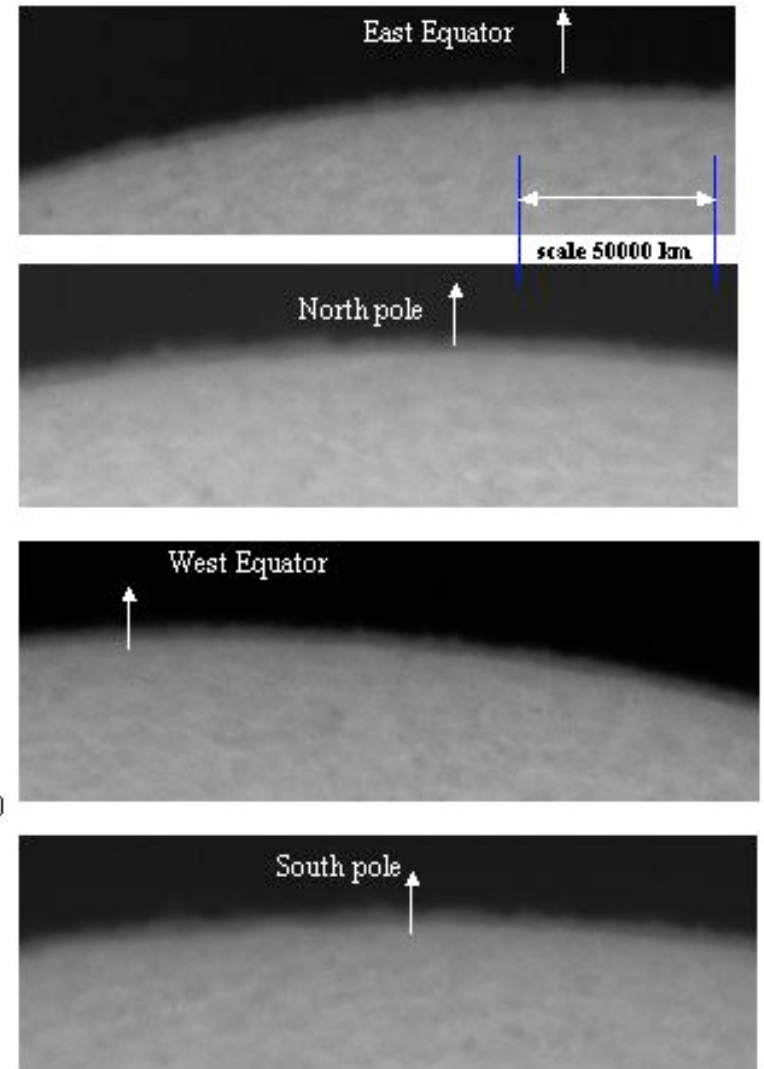 East Equator
scale 50000 km
North pole
West Equator
South pole
)